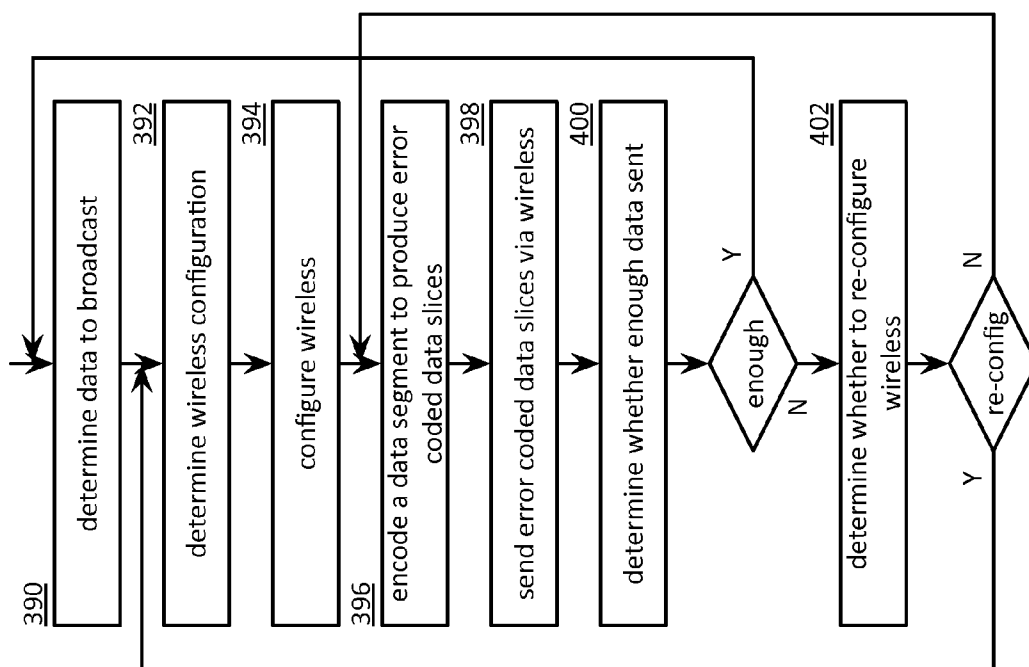 390
determine data to broadcast
392
determine wireless configuration
394
configure wireless
396
encode a data segment to produce error
coded data slices
398
send error coded data slices via wireless
400
determine whether enough data sent
enough
Y
N
402
determine whether to re-configure
wireless
re-config
Y
N